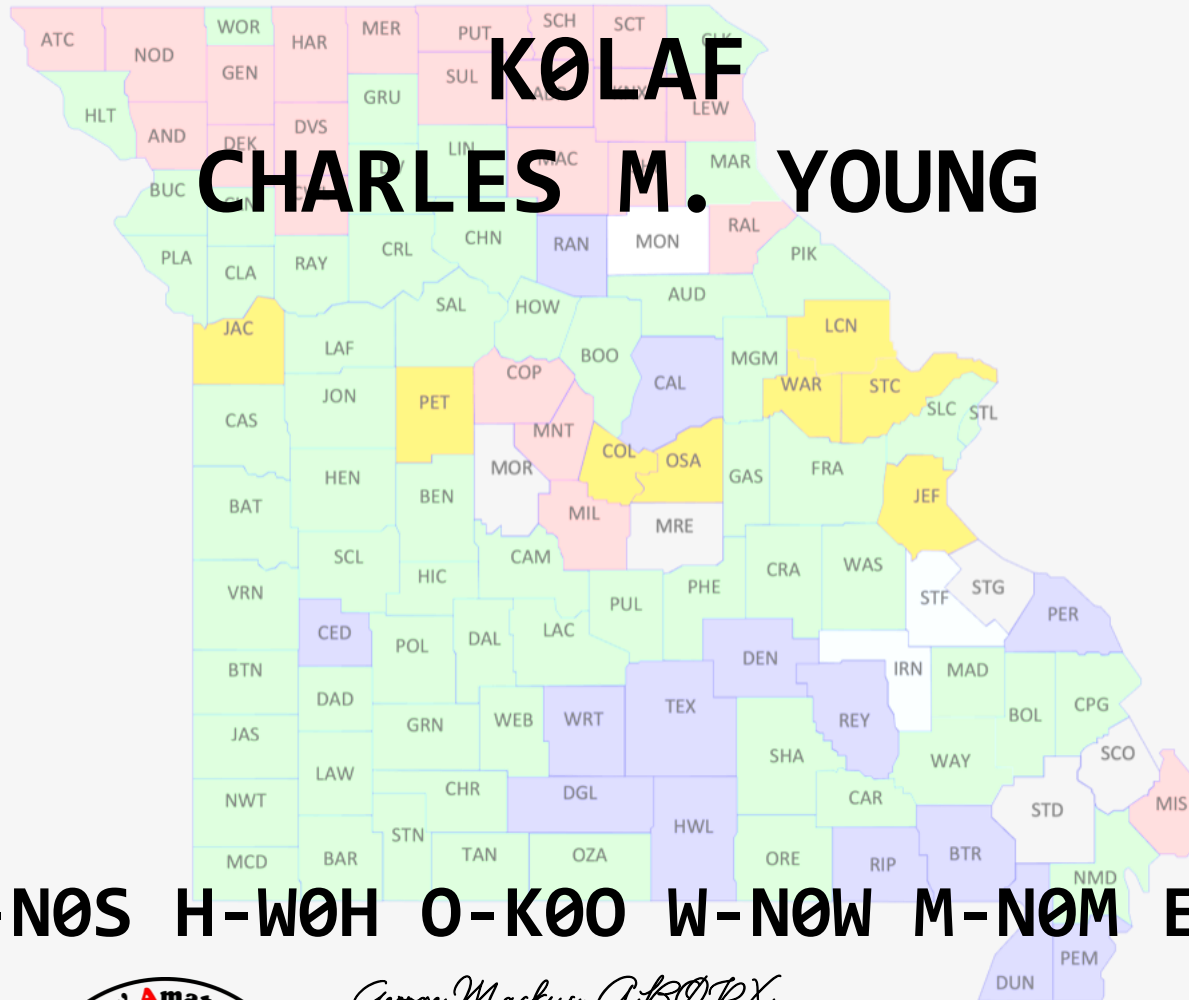 WOR SCH
ATC NOD HAR MER PUT SCT
K0LAF
GEN SUL
HLT GRU LEW
AND DEK DVS LIN MAC MAR
CHARLES M. YOUNG
BUC
RAL
PLA CLA RAY CRL CHN RAN MON PIK
JAC SAL HOW AUD LCN
LAF BOO MGM
JON PET COP CAL WAR STC
CAS MNT SLC STL
MOR COL OSA
BAT HEN BEN GAS FRA JEF
MIL MRE
SCL CAM
VRN HIC PHE CRA WAS STF STG
CED PUL PER
POL DAL LAC
BTN DEN IRN MAD
DAD TEX
JAS GRN WEB WRT REY BOL CPG
LAW SHA WAY SCO
NWT CHR DGL CAR STD MIS
STN HWL
MCD BAR TAN OZA ORE RIP BTR
NMD
-N0S H-W0H O-K0O W-N0W M-N0M E
PEM
DUN